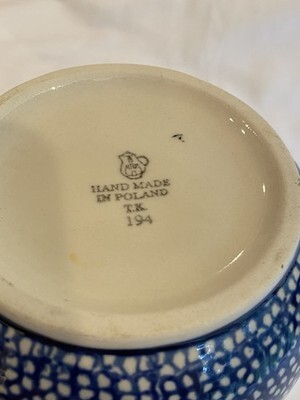 HAND MADE
IN POLAND
T.K.
194